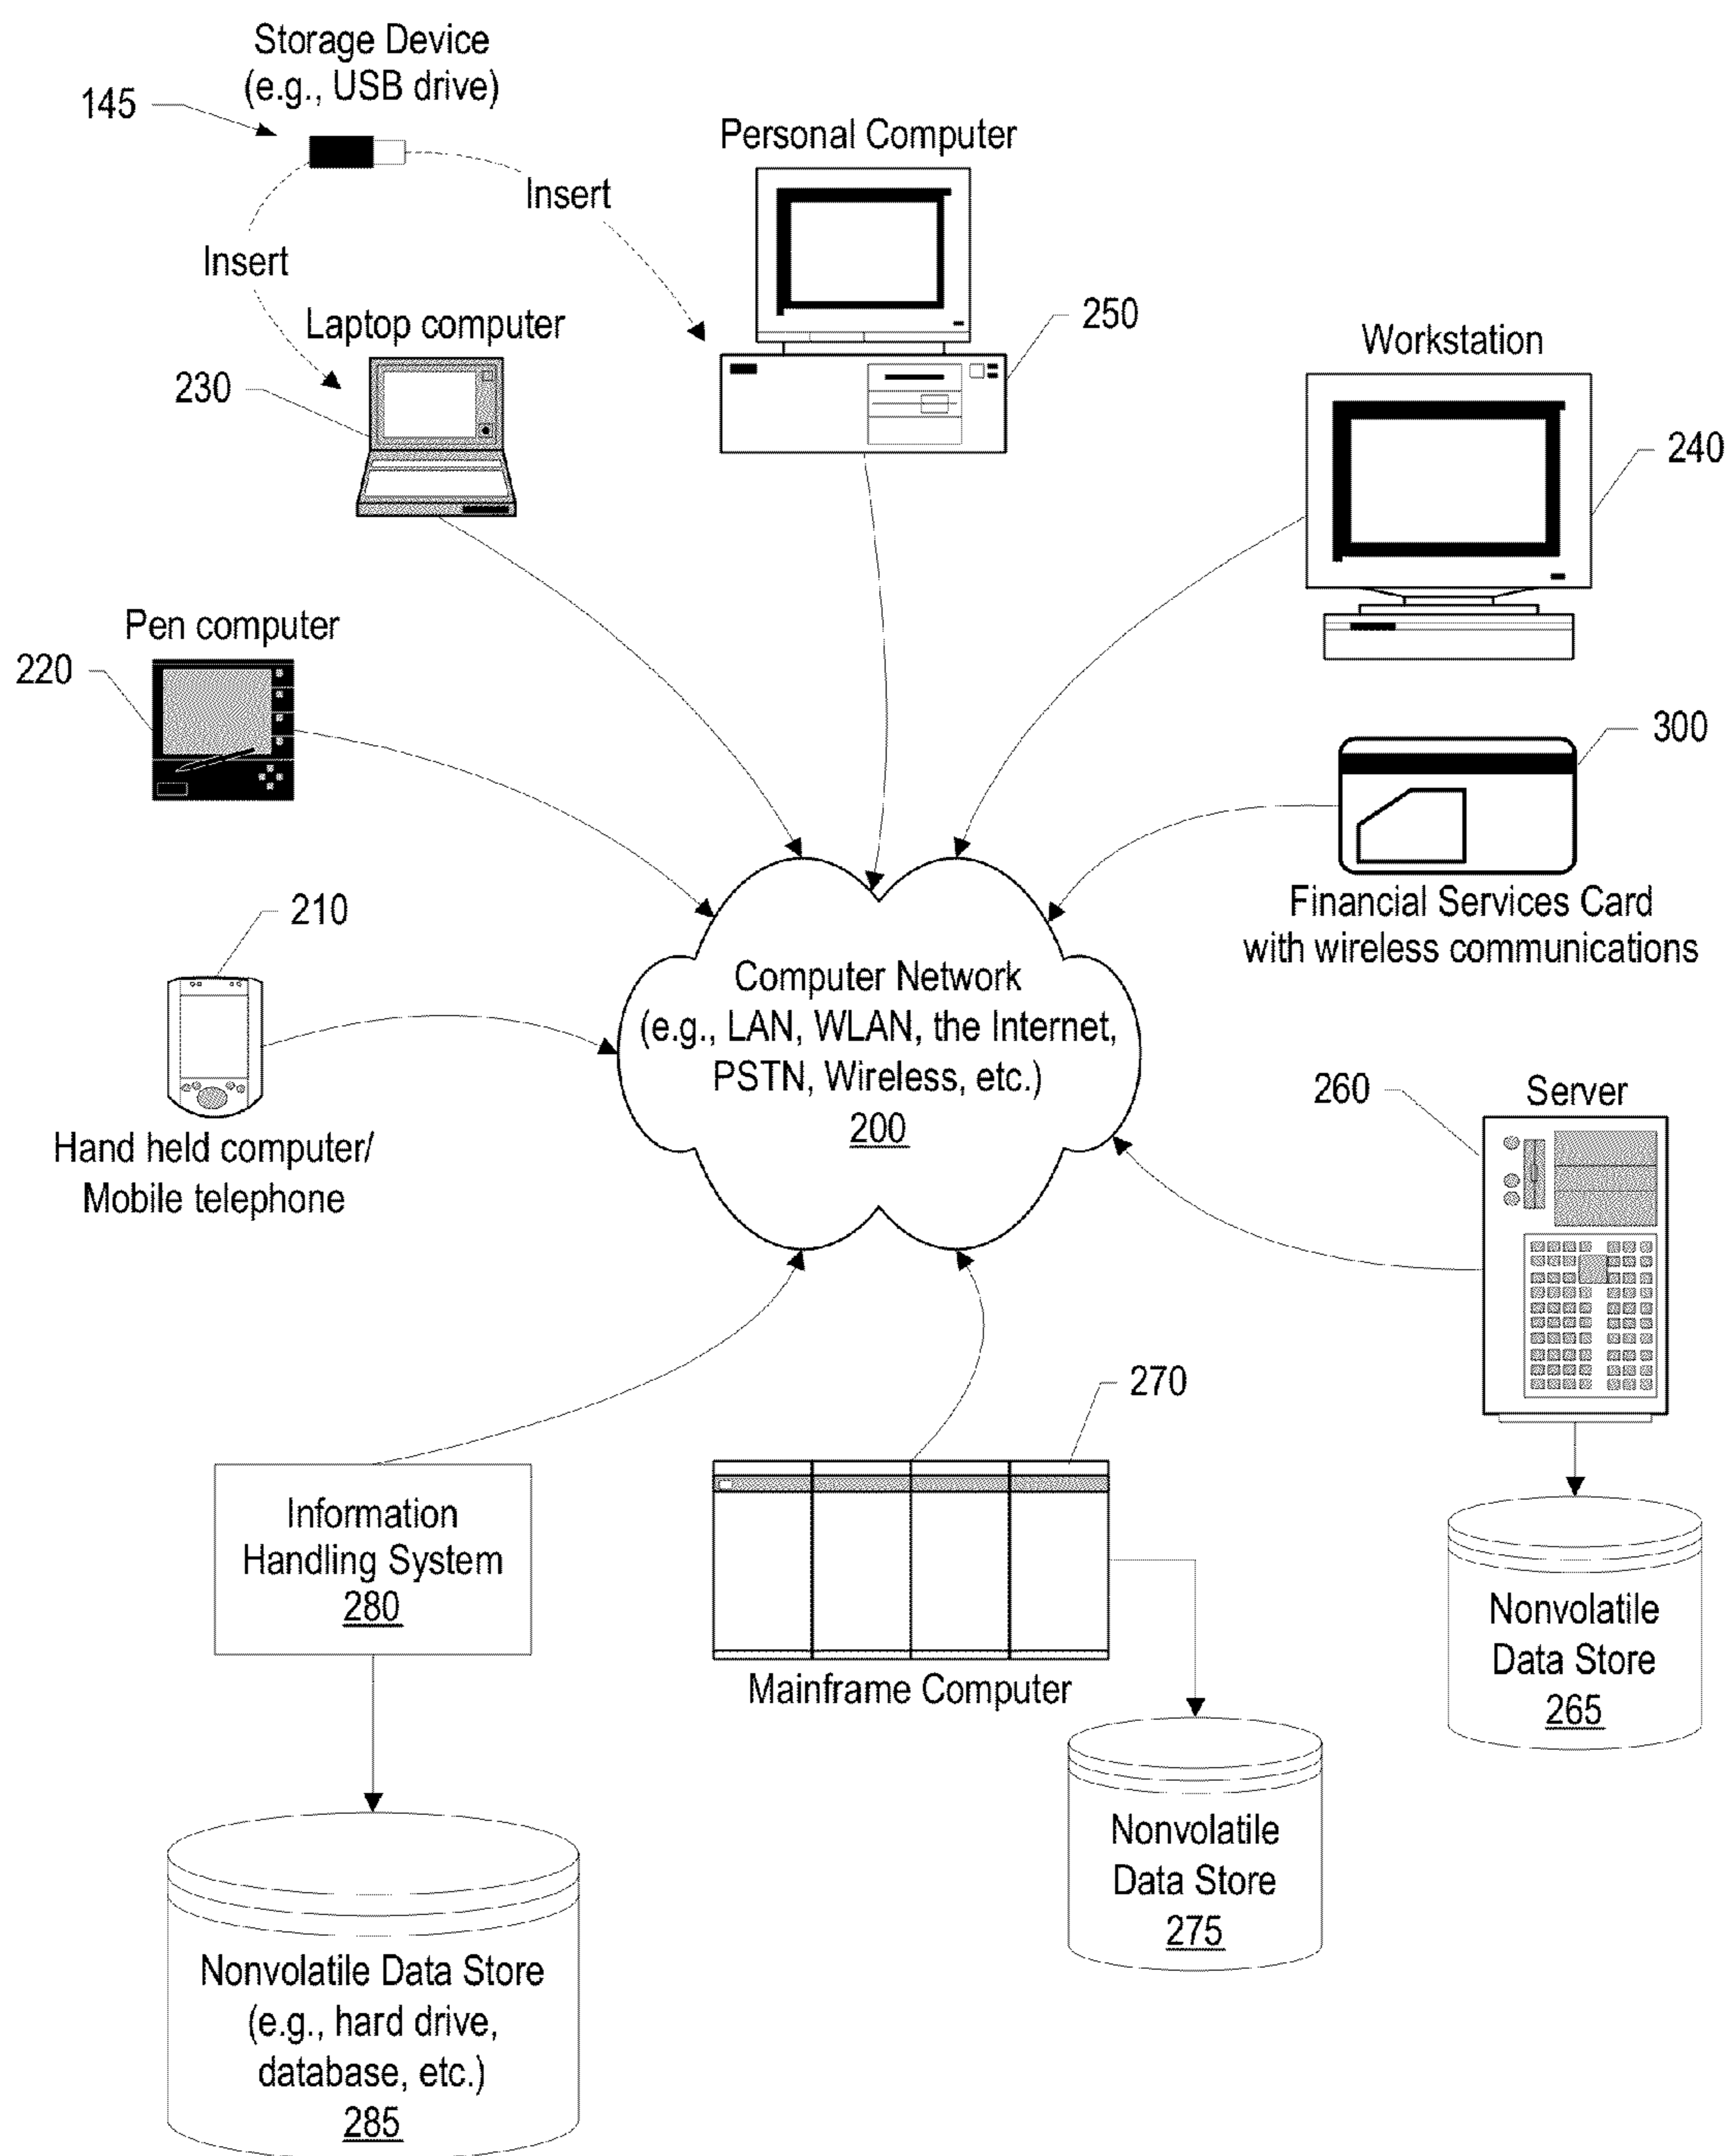 Storage Device
(e.g., USB drive)
145
Insert
Insert
Personal Computer
250
Laptop computer
230
Workstation
240
Pen computer
220
300
Financial Services Card
with wireless communications
210
Hand held computer/
Mobile telephone
Computer Network
(e.g., LAN, WLAN, the Internet,
PSTN, Wireless, etc.)
200
260
Server
270
Mainframe Computer
Information
Handling System
280
Nonvolatile
Data Store
265
Nonvolatile
Data Store
275
Nonvolatile Data Store
(e.g., hard drive,
database, etc.)
285